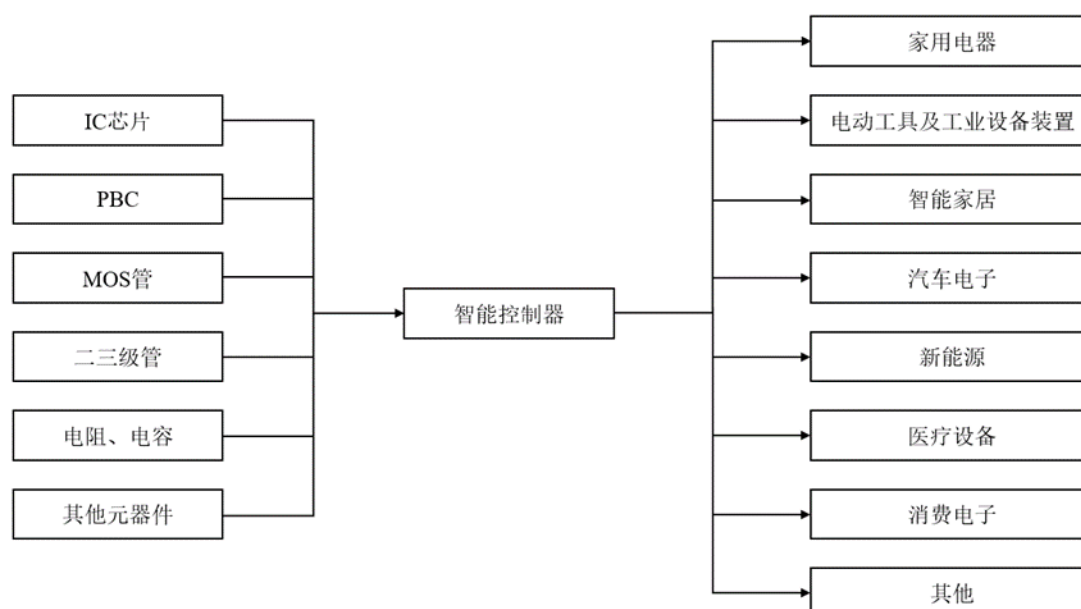 IC芯片
PBC
MOS管
二三级管
电阻、电容
其他元器件
智能控制器
家用电器
电动工具及工业设备装置
智能家居
汽车电子
新能源
医疗设备
消费电子
其他